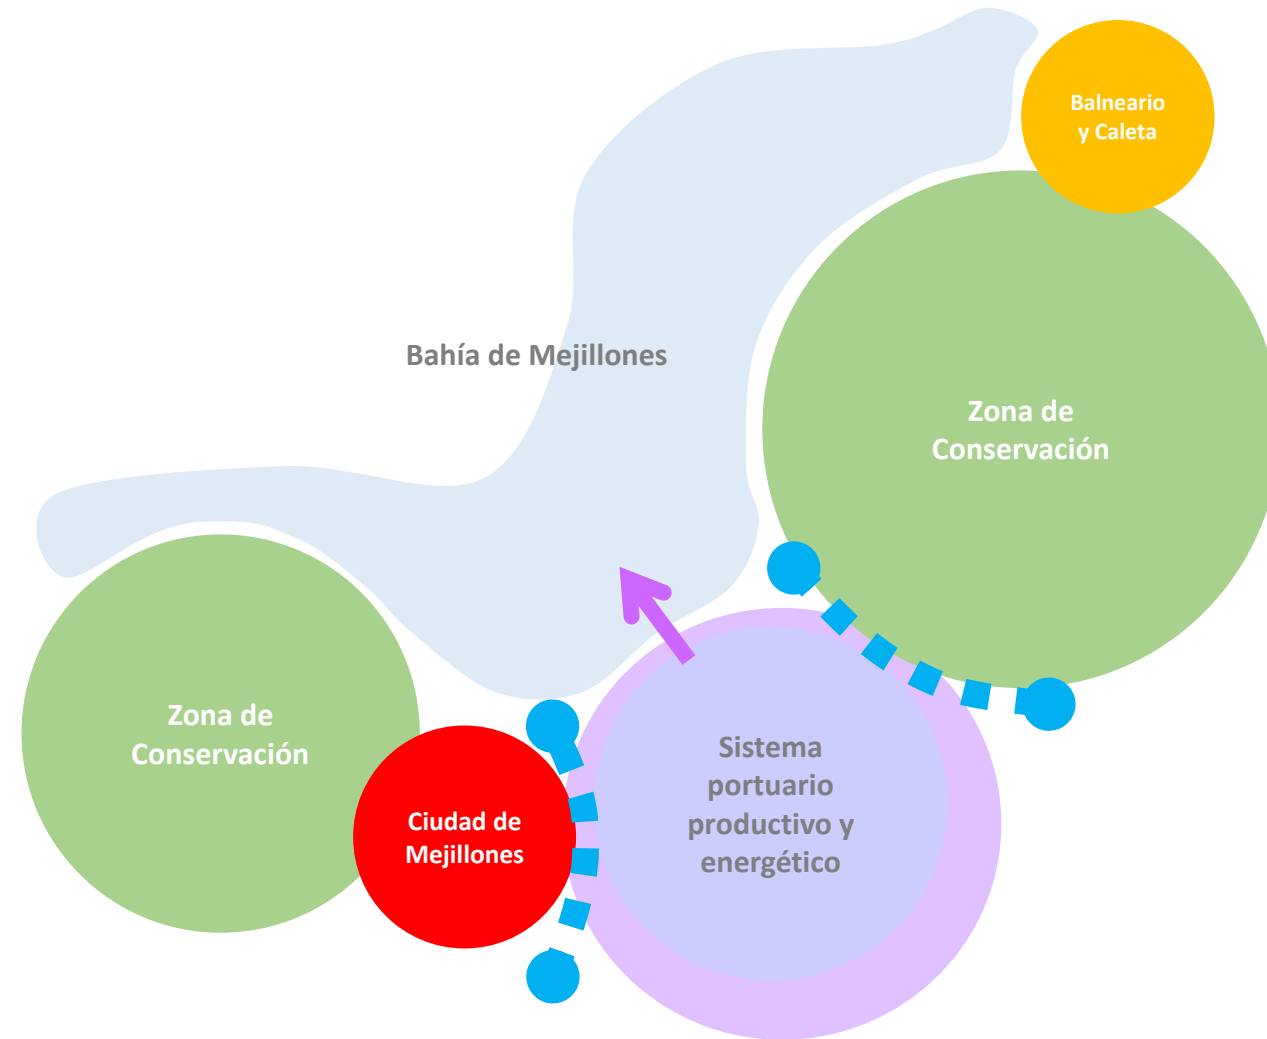 Balneario
y Caleta
Bahía de Mejillones
Zona de
Conservación
Zona de
Conservación
Ciudad de
Mejillones
Sistema
portuario
productivo y
energético